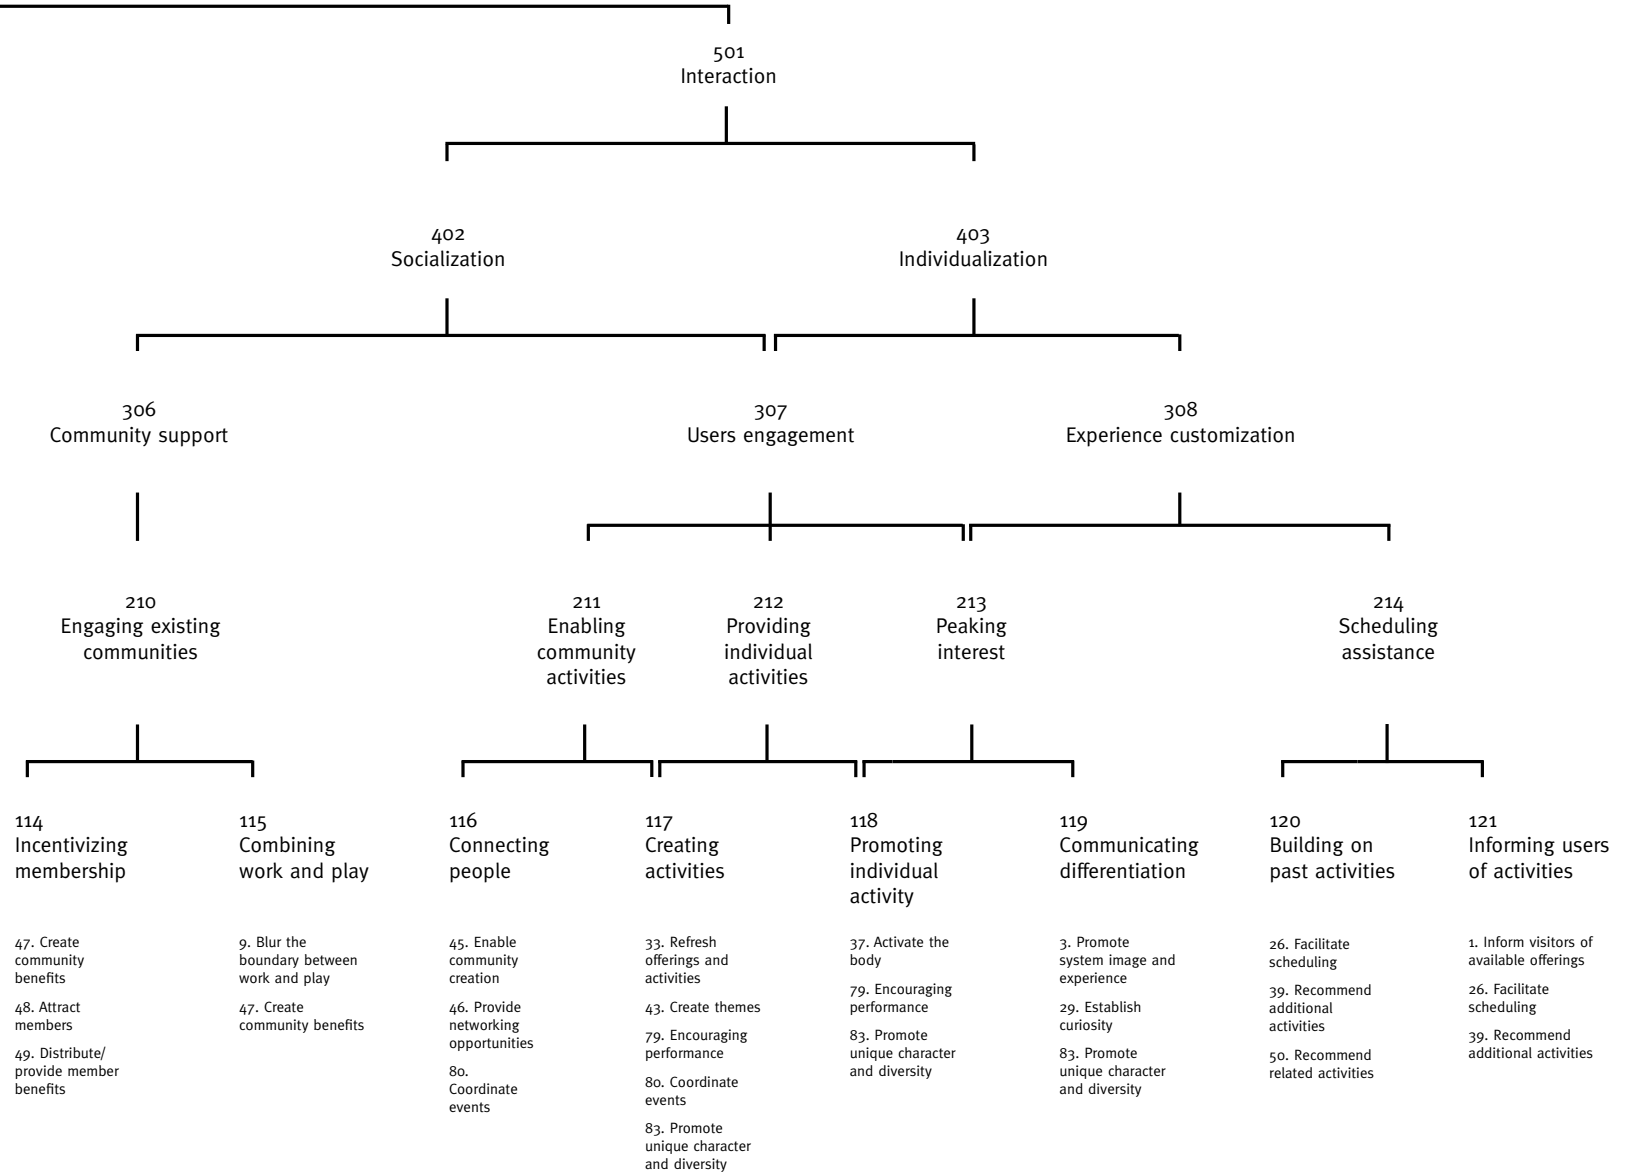 501
Interaction
402
Socialization
403
Individualization
306
Community support
307
Users engagement
308
Experience customization
210
Engaging existing
communities
211
Enabling
community
activities
212
Providing
individual
activities
213
Peaking
interest
214
Scheduling
assistance
114
Incentivizing
membership
47. Create
community
benefits
48. Attract
members
49. Distribute/
provide member
benefits
115
Combining
work and play
9. Blur the
boundary between
work and play
47. Create
community benefits
116
Connecting
people
45. Enable
community
creation
46. Provide
networking
opportunities
80.
Coordinate
events
117
Creating
activities
33. Refresh
offerings and
activities
43. Create themes
79. Encouraging
performance
80. Coordinate
events
83. Promote
unique character
and diversity
118
Promoting
individual
activity
37. Activate the
body
79. Encouraging
performance
83. Promote
unique character
and diversity
119
Communicating
differentiation
3. Promote
system image and
experience
29. Establish
curiosity
83. Promote
unique character
and diversity
120
Building on
past activities
26. Facilitate
scheduling
39. Recommend
additional
activities
50. Recommend
related activities
121
Informing users
of activities
1. Inform visitors of
available offerings
26. Facilitate
scheduling
39. Recommend
additional activities